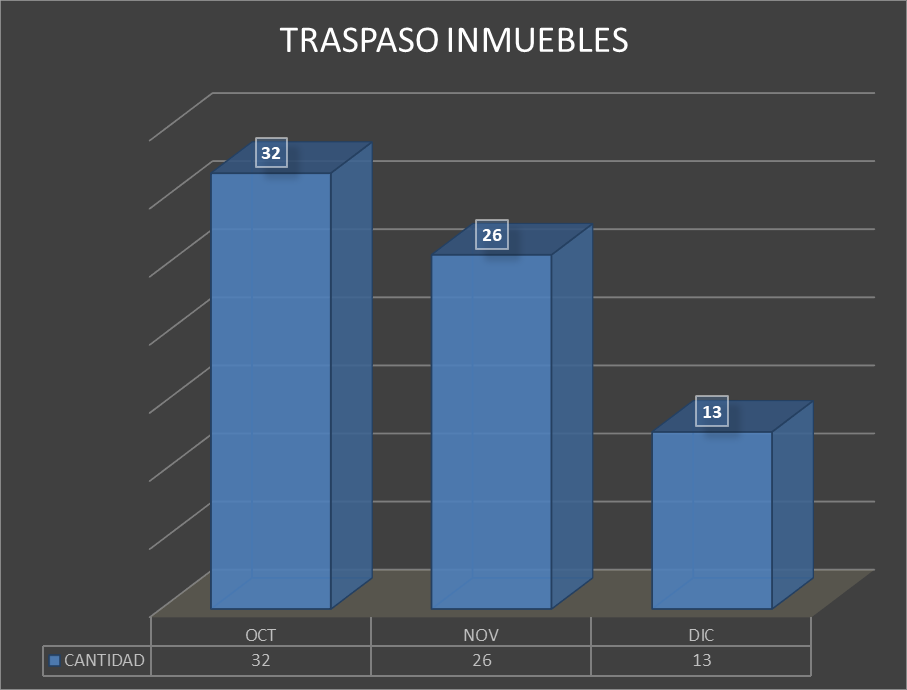 TRASPASO INMUEBLES
32
26
13
OCT NOV DIC
CANTIDAD 32 26 13